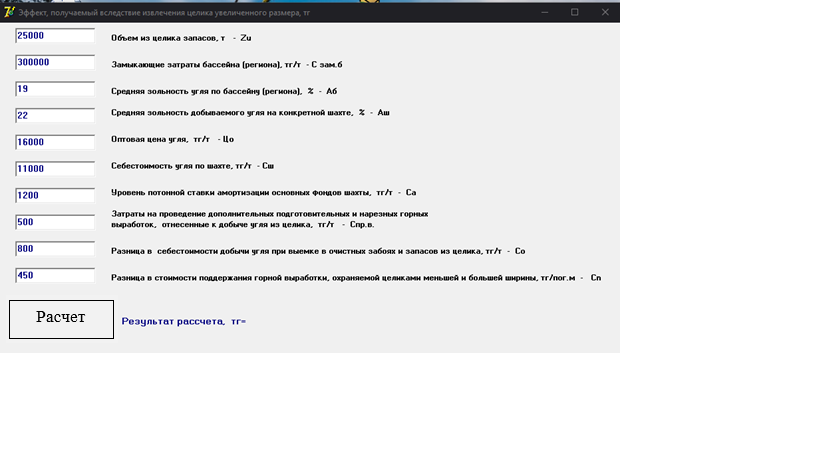 Эффект, получаемый вследствие извлечения целика увеличенного размера, тг
25000 Объем из целика запасов, т - Zц
300000 Замыкающие затраты бассейна (региона), тг/т - С зам.б
19 Средняя зольность угля по бассейну (региона), % - Аб
22 Средняя зольность добываемого угля на конкретной шахте, % - Аш
16000 Оптовая цена угля, тг/т - Цо
11000 Себестоимость угля по шахте, тг/т - Сш
1200 Уровень потонной ставки амортизации основных фондов шахты, тг/т - Са
Затраты на проведение дополнительных подготовительных и нарезных горных
500 выработок, отнесенные к добыче угля из целика, тг/т - Спр.в.
800 Разница в себестоимости добычи угля при выемке в очистных забоях и запасов из целика, тг/т - Со
450 Разница в стоимости поддержания горной выработки, охраняемой целиками меньшей и большей ширины, тг/пог.м - Сп
Расчет Результат рассчета, тг=